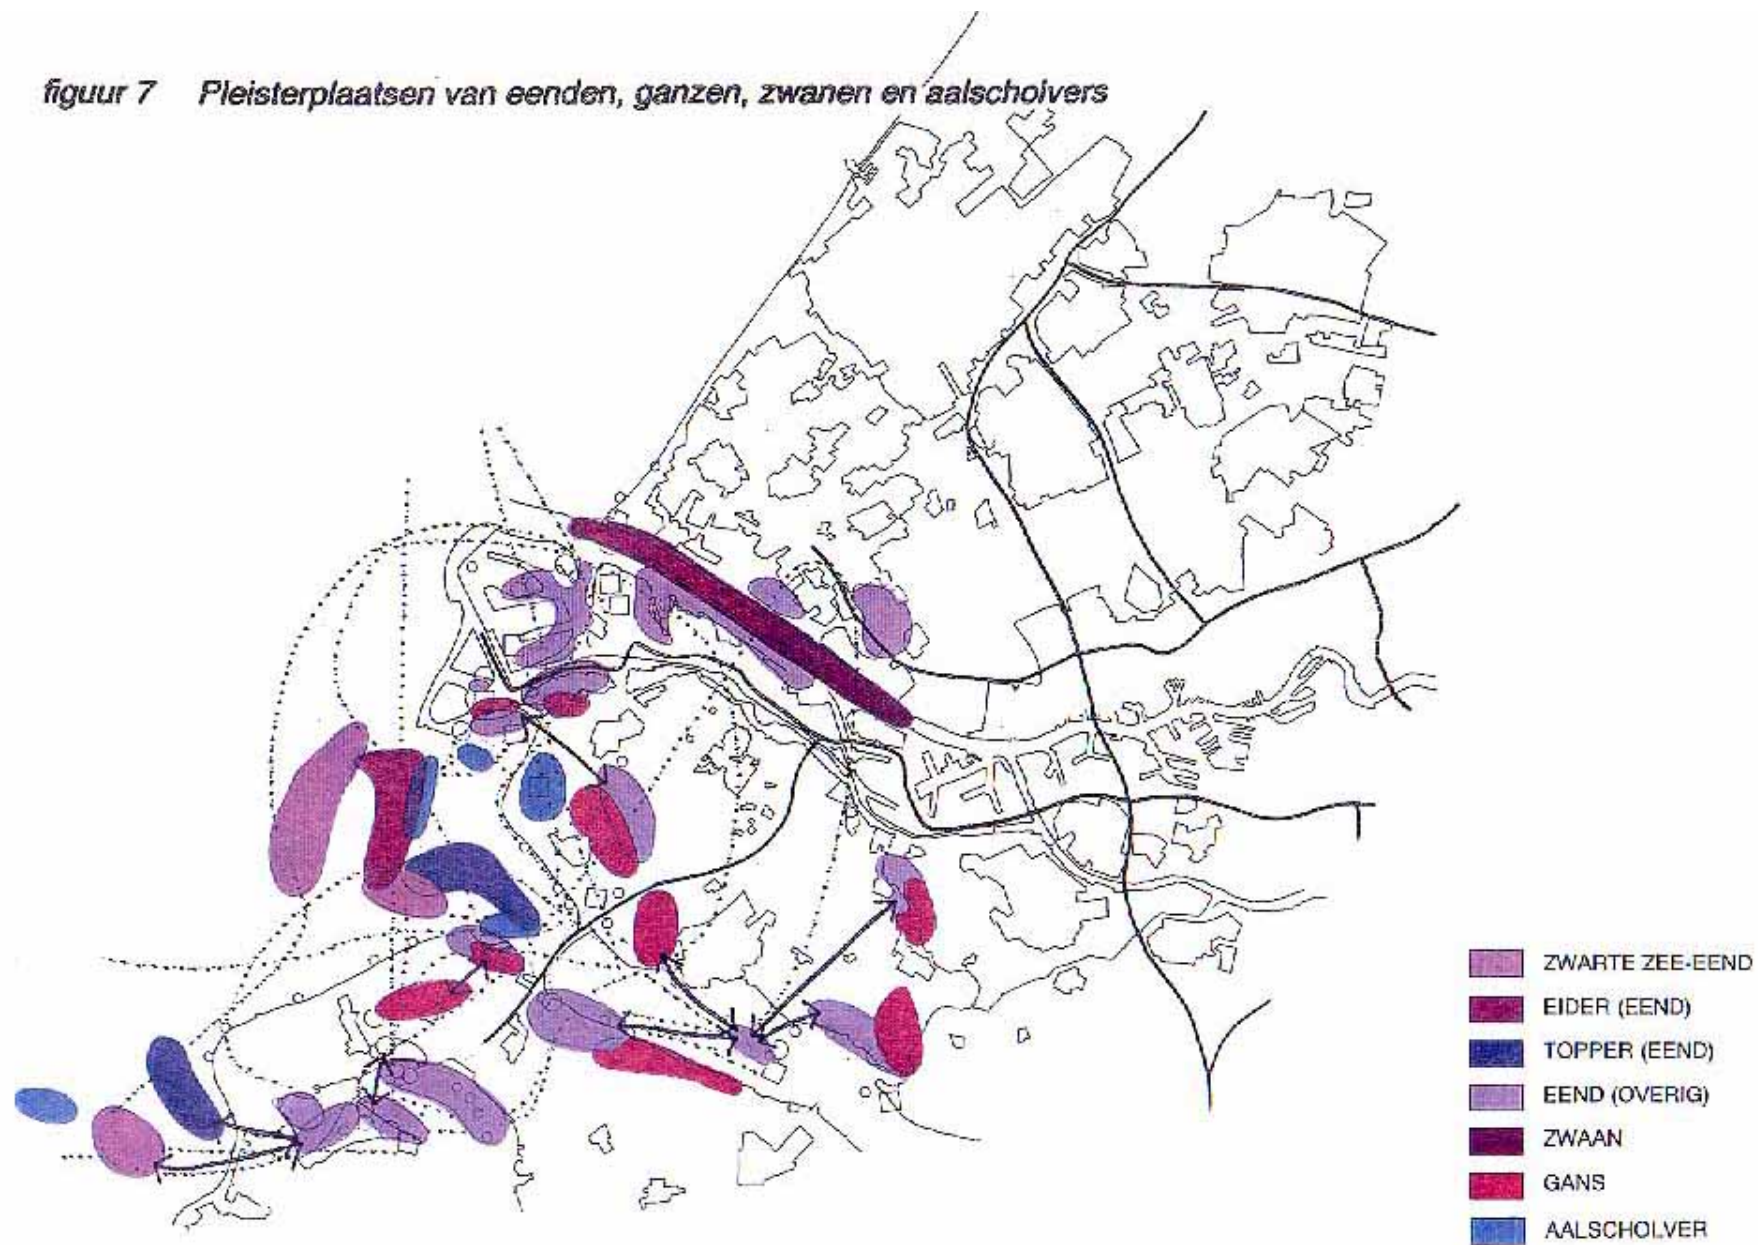 figuur 7 Pleisterplaatsen van eenden, ganzen, zwanen en aalscholvers
ZWARTE ZEE-EEND
EIDER (EEND)
TOPPER (EEND)
EEND (OVERIG)
ZWAAN
GANS
AALSCHOLVER